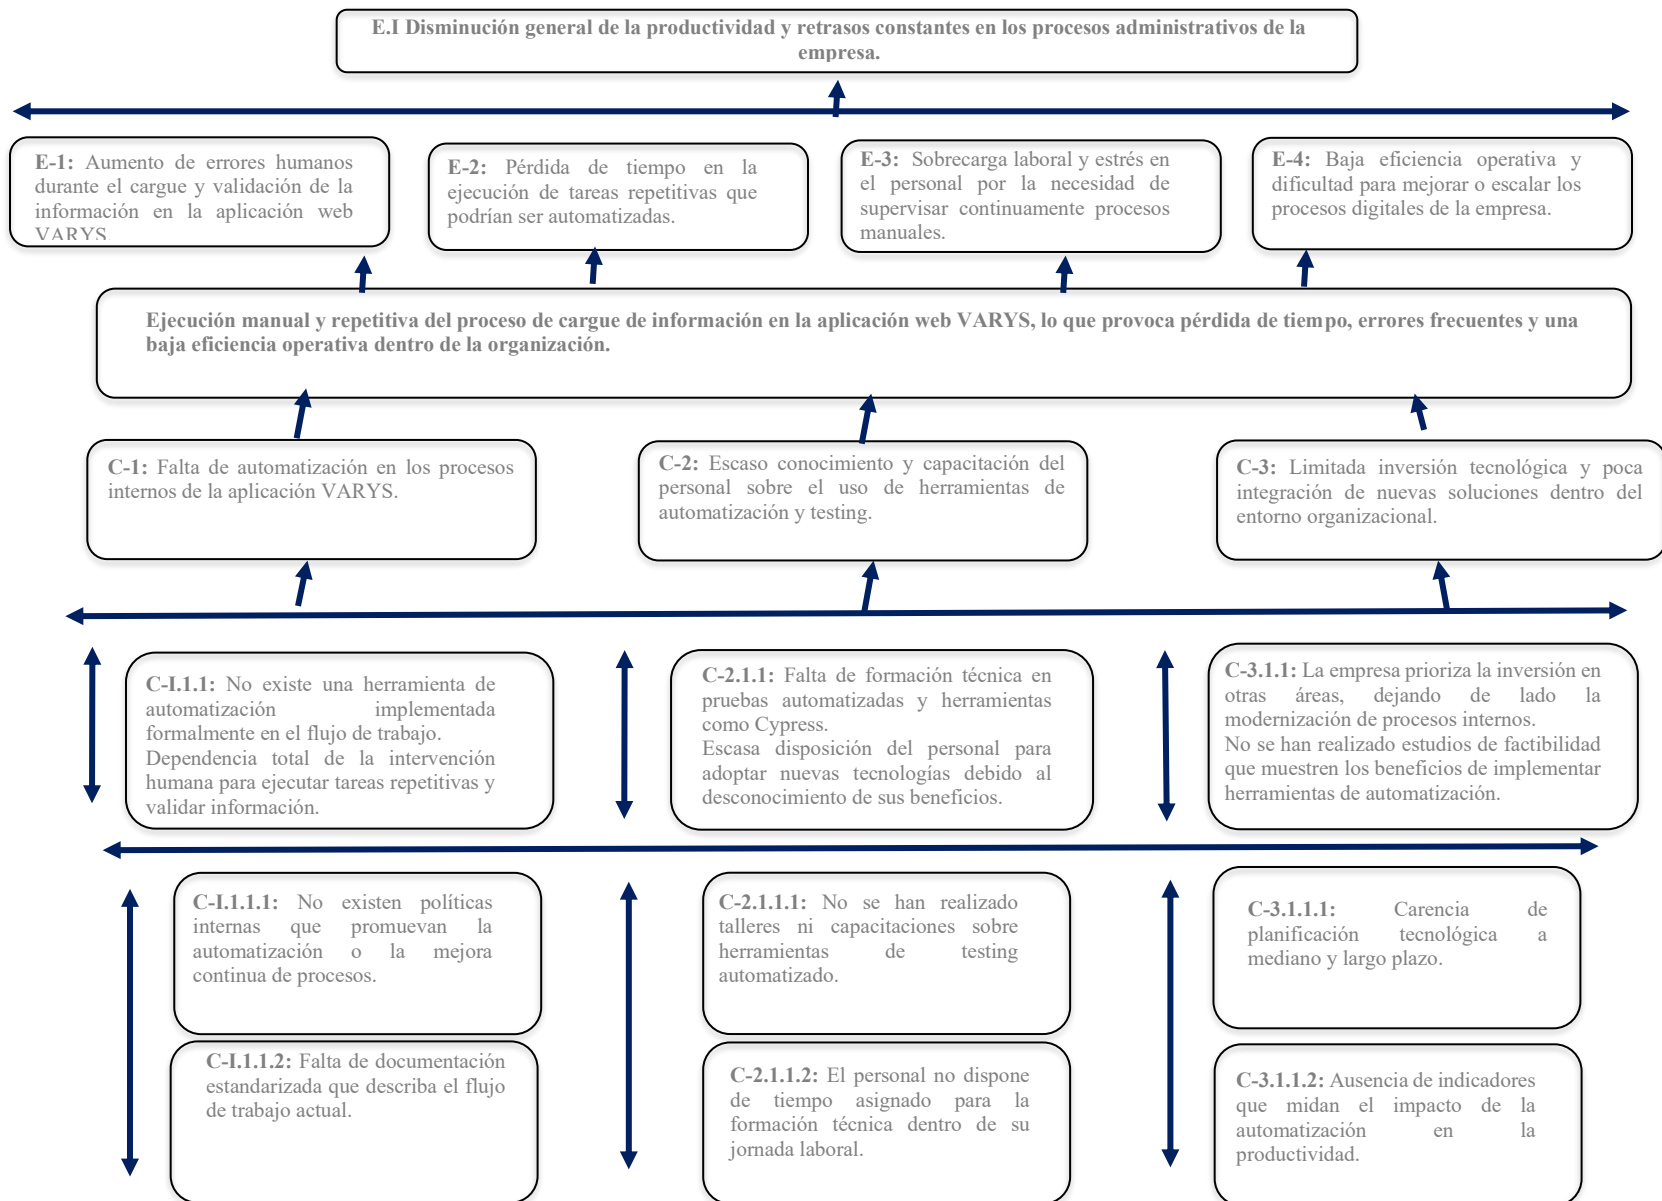 E.I Disminución general de la productividad y retrasos constantes en los procesos administrativos de la
empresa.
E-1: Aumento de errores humanos
durante el cargue y validación de la
información en la aplicación web
VARYS.
E-2: Pérdida de tiempo en la
ejecución de tareas repetitivas que
podrían ser automatizadas.
E-3: Sobrecarga laboral y estrés en
el personal por la necesidad de
supervisar continuamente procesos
manuales.
E-4: Baja eficiencia operativa y
dificultad para mejorar o escalar los
procesos digitales de la empresa.
Ejecución manual y repetitiva del proceso de cargue de información en la aplicación web VARYS, lo que provoca pérdida de tiempo, errores frecuentes y una
baja eficiencia operativa dentro de la organización.
C-1: Falta de automatización en los procesos
internos de la aplicación VARYS.
C-2: Escaso conocimiento y capacitación del
personal sobre el uso de herramientas de
automatización y testing.
C-3: Limitada inversión tecnológica y poca
integración de nuevas soluciones dentro del
entorno organizacional.
C-I.1.1: No existe una herramienta de
automatización implementada
formalmente en el flujo de trabajo.
Dependencia total de la intervención
humana para ejecutar tareas repetitivas y
validar información.
C-2.1.1: Falta de formación técnica en
pruebas automatizadas y herramientas
como Cypress.
Escasa disposición del personal para
adoptar nuevas tecnologías debido al
desconocimiento de sus beneficios.
C-3.1.1: La empresa prioriza la inversión en
otras áreas, dejando de lado la
modernización de procesos internos.
No se han realizado estudios de factibilidad
que muestren los beneficios de implementar
herramientas de automatización.
C-I.1.1.1: No existen políticas
internas que promuevan la
automatización o la mejora
continua de procesos.
C-2.1.1.1: No se han realizado
talleres ni capacitaciones sobre
herramientas de testing
automatizado.
C-3.1.1.1: Carencia de
planificación tecnológica a
mediano y largo plazo.
C-I.1.1.2: Falta de documentación
estandarizada que describa el flujo
de trabajo actual.
C-2.1.1.2: El personal no dispone
de tiempo asignado para la
formación técnica dentro de su
jornada laboral.
C-3.1.1.2: Ausencia de indicadores
que midan el impacto de la
automatización en la
productividad.